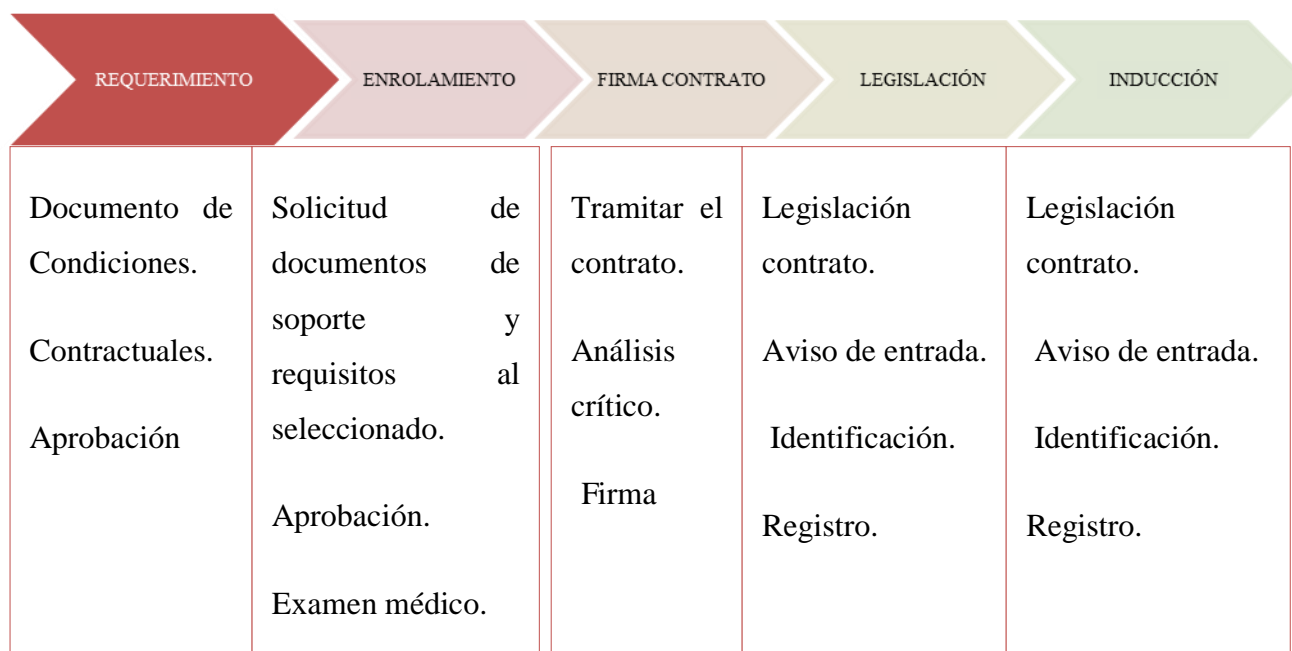 REQUERIMIENTO
ENROLAMIENTO
FIRMA CONTRATO
LEGISLACIÓN
INDUCCIÓN
Documento de
Condiciones.
Contractuales.
Aprobación
Solicitud de
documentos de
soporte y
requisitos al
seleccionado.
Aprobación.
Examen médico.
Tramitar el
contrato.
Análisis
crítico.
Firma
Legislación
contrato.
Aviso de entrada.
Identificación.
Registro.
Legislación
contrato.
Aviso de entrada.
Identificación.
Registro.